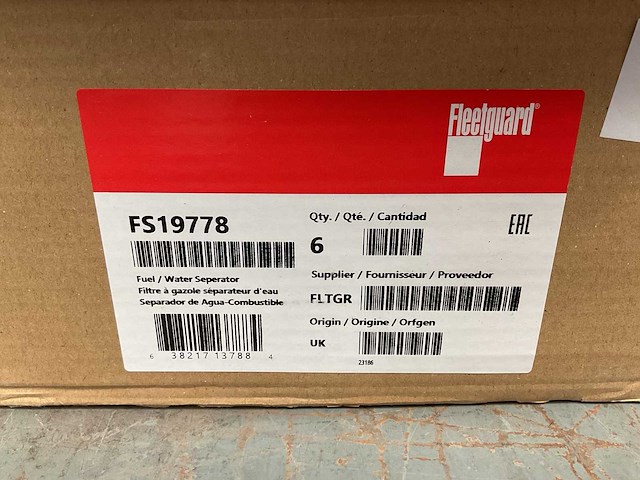 Fleetguard®
FS19778
Fuel / Water Seperator
Filtre à gazole séparateur d'eau
Separador de Agua-Combustible
6 38217 13788 4
Qty. / Qté. / Cantidad
6
Supplier / Fournisseur / Proveedor
FLTGR
Origin / Origine / Orfgen
UK
23186
EAC